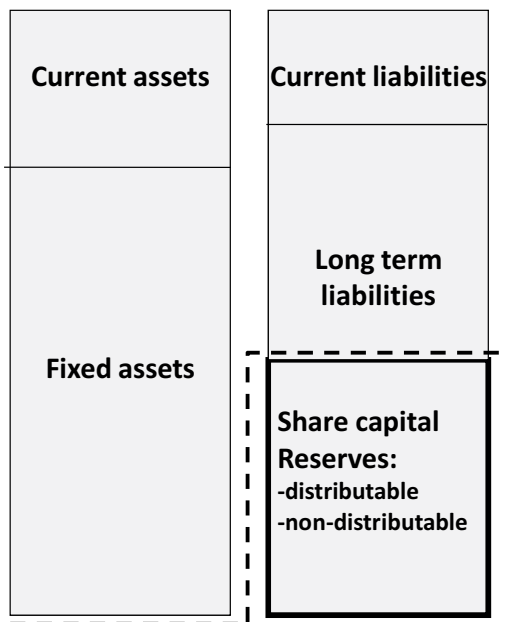 Current assets
Fixed assets
Current liabilities
Long term
liabilities
Share capital
Reserves:
-distributable
-non-distributable